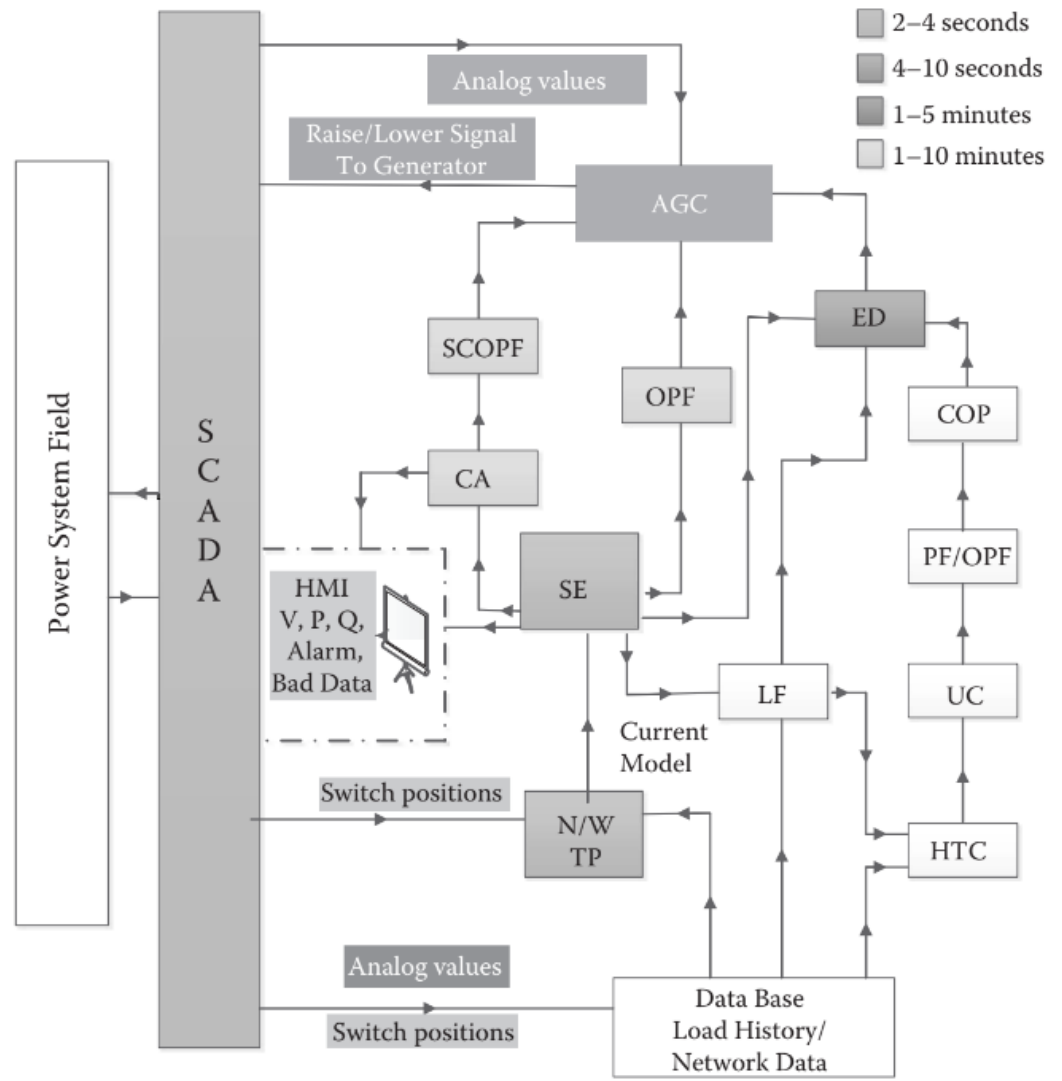 2–4 seconds
4–10 seconds
1–5 minutes
1–10 minutes
Analog values
Raise/Lower Signal
To Generator
AGC
ED
SCOPF
OPF
COP
CA
Power System Field
S
C
A
D
A
SE
PF/OPF
HMI
V, P, Q,
Alarm,
Bad Data
LF
UC
Current
Model
Switch positions
N/W
TP
HTC
Analog values
Switch positions
Data Base
Load History/
Network Data